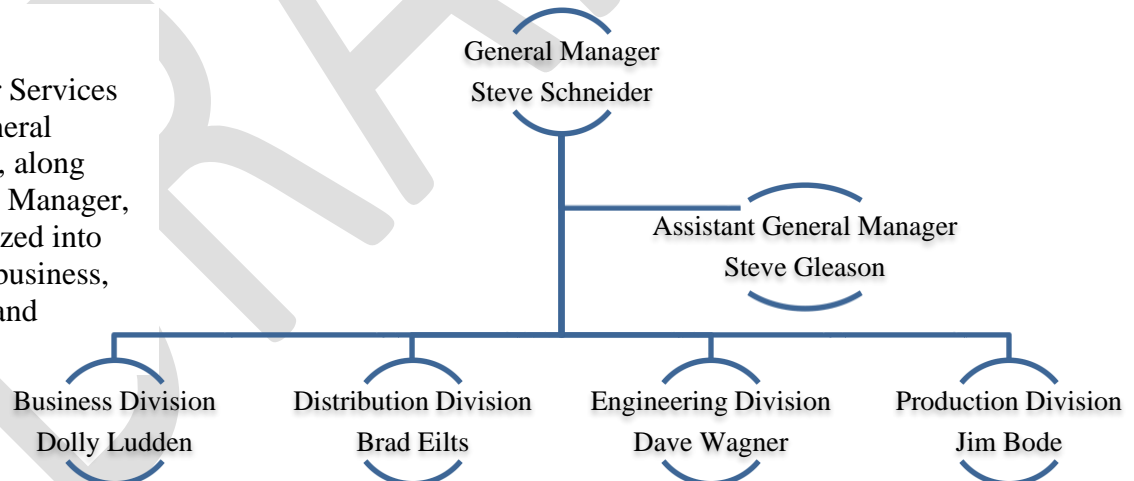 r Services
neral
, along
Manager,
zed into
business,
and
General Manager
Steve Schneider
Assistant General Manager
Steve Gleason
Business Division
Dolly Ludden
Distribution Division
Brad Eilts
Engineering Division
Dave Wagner
Production Division
Jim Bode